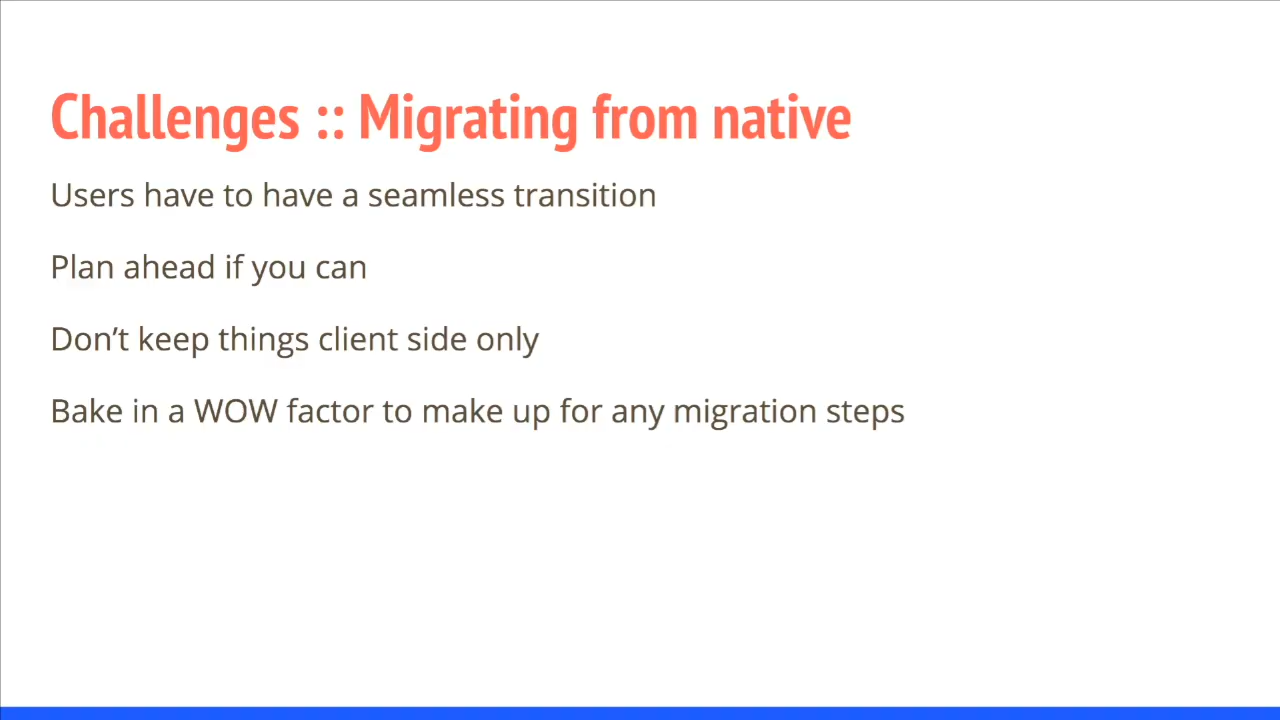 Challenges :: Migrating from native
Users have to have a seamless transition
Plan ahead if you can
Don’t keep things client side only
Bake in a WOW factor to make up for any migration steps